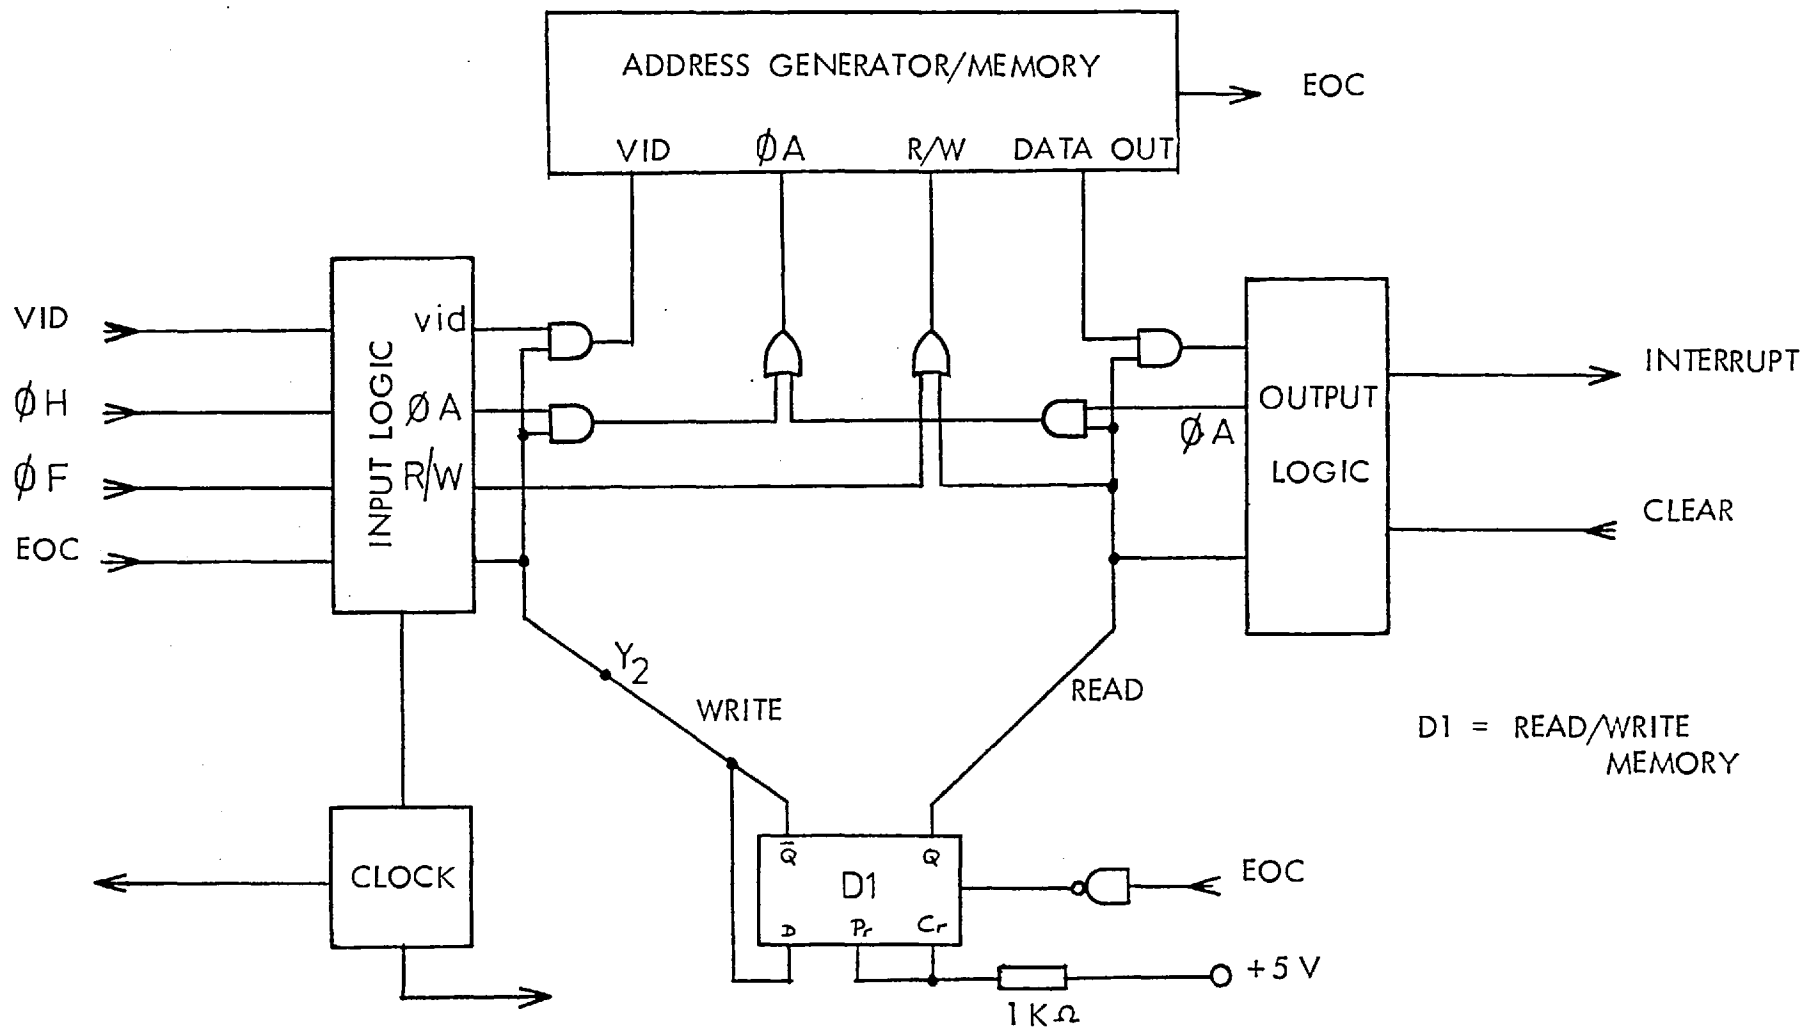 ADDRESS GENERATOR/MEMORY
EOC
VID ØA R/W DATA OUT
VID
ØH
ØF
EOC
INPUT LOGIC
vid
ØA
R/W
OUTPUT
LOGIC
ØA
INTERRUPT
CLEAR
Y2
WRITE
READ
D1 = READ/WRITE
MEMORY
CLOCK
Q̅ Q
D1
D Pr Cr
EOC
+5 V
1 KΩ